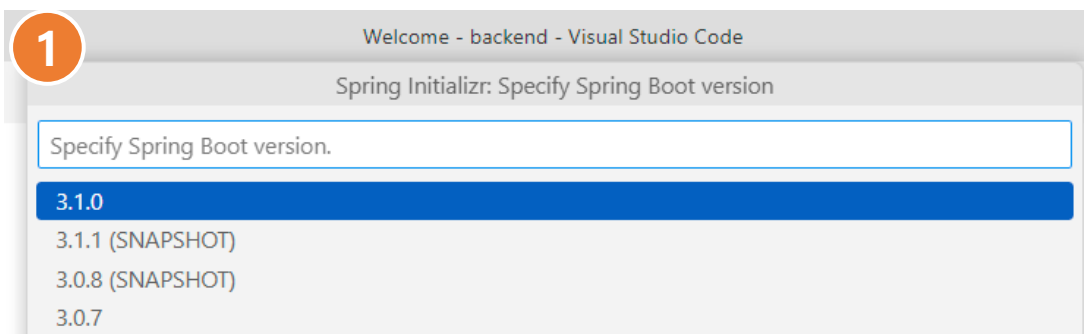 1
Welcome - backend - Visual Studio Code
Spring Initializr: Specify Spring Boot version
Specify Spring Boot version.
3.1.0
3.1.1 (SNAPSHOT)
3.0.8 (SNAPSHOT)
3.0.7